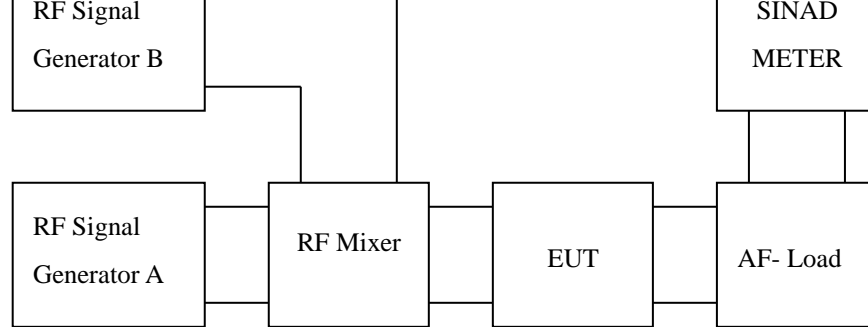 RF Signal
Generator B
SINAD
METER
RF Signal
Generator A
RF Mixer
EUT
AF- Load